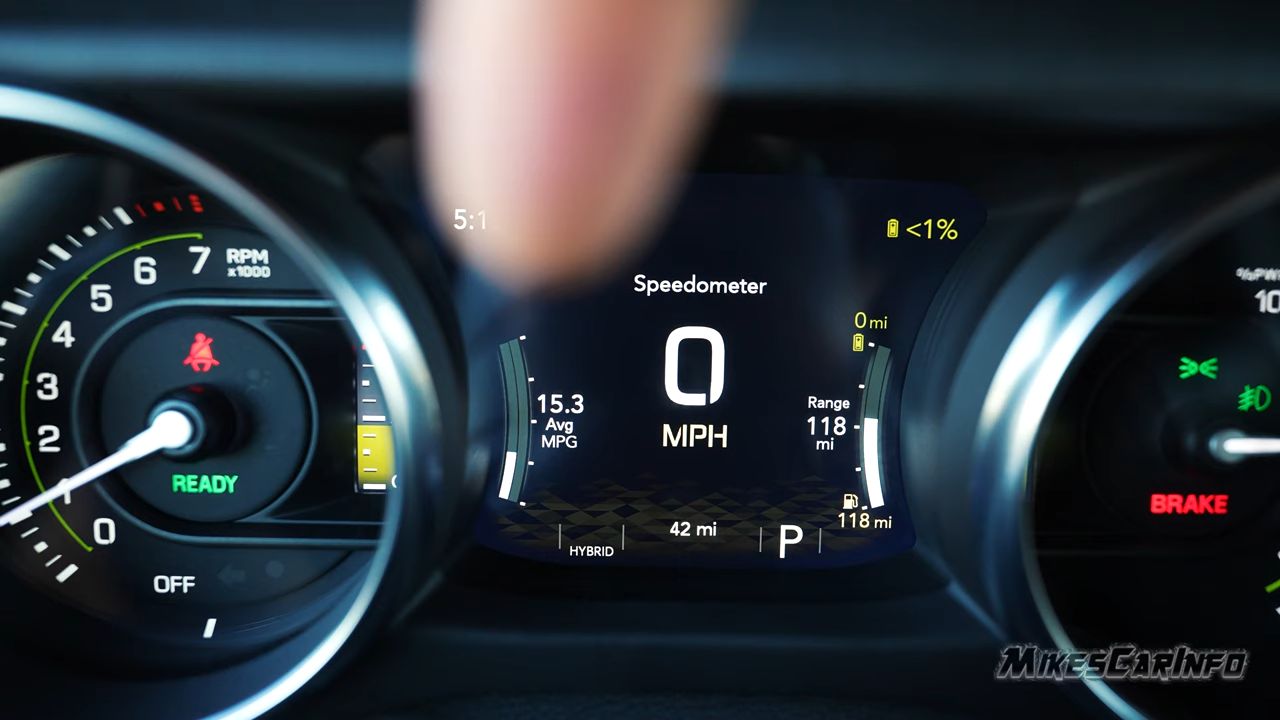 5:1
<1%
Speedometer
0 mi
0
MPH
15.3
Avg
MPG
Range
118
mi
118 mi
HYBRID
42 mi
P
7
6
5
4
3
2
1
0
RPM
x1000
READY
OFF
10
BRAKE
MIKESCARINFO